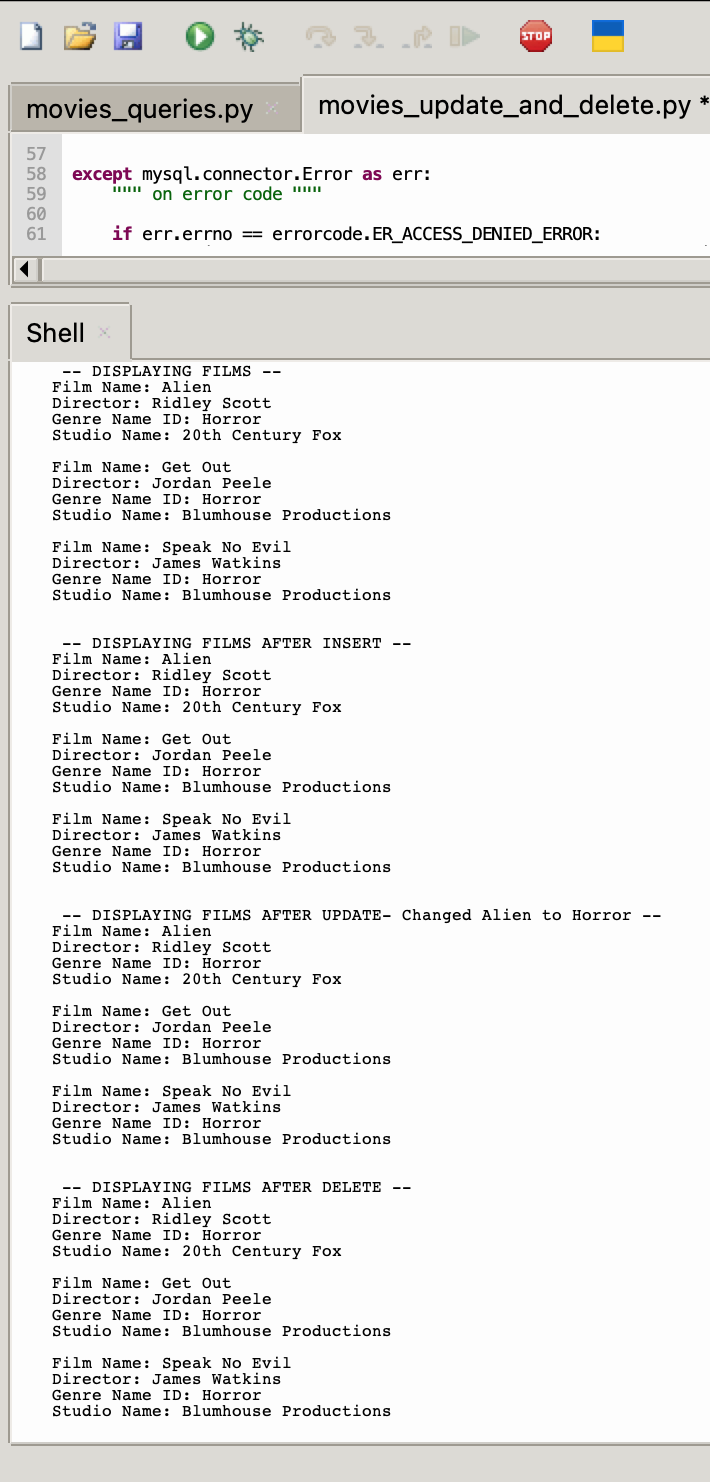 STOP
movies_queries.py
movies_update_and_delete.py *
57
58 except mysql.connector.Error as err:
59     """ on error code """
60
61     if err.errno == errorcode.ER_ACCESS_DENIED_ERROR:
Shell
-- DISPLAYING FILMS --
Film Name: Alien
Director: Ridley Scott
Genre Name ID: Horror
Studio Name: 20th Century Fox
Film Name: Get Out
Director: Jordan Peele
Genre Name ID: Horror
Studio Name: Blumhouse Productions
Film Name: Speak No Evil
Director: James Watkins
Genre Name ID: Horror
Studio Name: Blumhouse Productions
-- DISPLAYING FILMS AFTER INSERT --
Film Name: Alien
Director: Ridley Scott
Genre Name ID: Horror
Studio Name: 20th Century Fox
Film Name: Get Out
Director: Jordan Peele
Genre Name ID: Horror
Studio Name: Blumhouse Productions
Film Name: Speak No Evil
Director: James Watkins
Genre Name ID: Horror
Studio Name: Blumhouse Productions
-- DISPLAYING FILMS AFTER UPDATE- Changed Alien to Horror --
Film Name: Alien
Director: Ridley Scott
Genre Name ID: Horror
Studio Name: 20th Century Fox
Film Name: Get Out
Director: Jordan Peele
Genre Name ID: Horror
Studio Name: Blumhouse Productions
Film Name: Speak No Evil
Director: James Watkins
Genre Name ID: Horror
Studio Name: Blumhouse Productions
-- DISPLAYING FILMS AFTER DELETE --
Film Name: Alien
Director: Ridley Scott
Genre Name ID: Horror
Studio Name: 20th Century Fox
Film Name: Get Out
Director: Jordan Peele
Genre Name ID: Horror
Studio Name: Blumhouse Productions
Film Name: Speak No Evil
Director: James Watkins
Genre Name ID: Horror
Studio Name: Blumhouse Productions